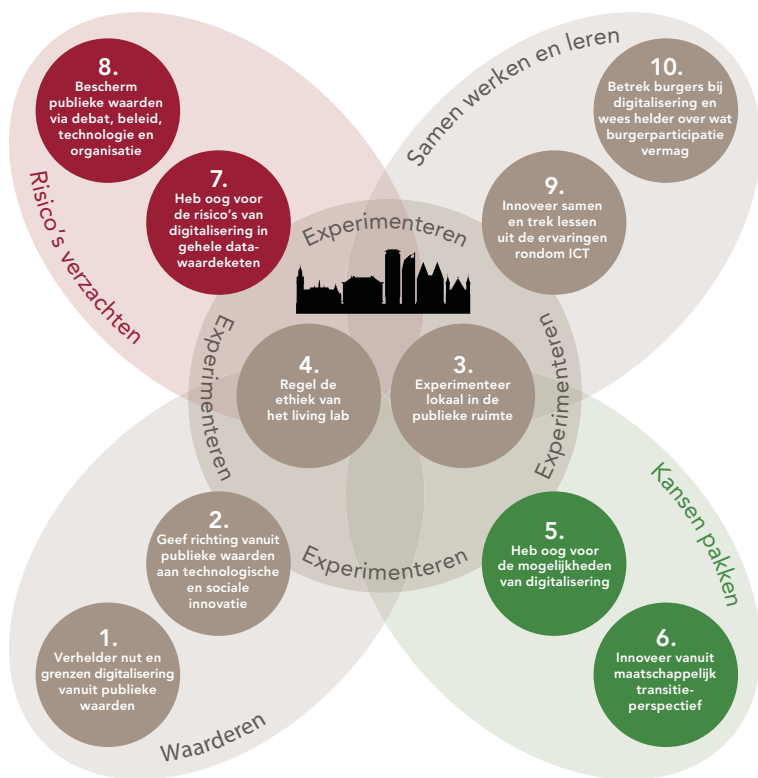 8.
Bescherm
publieke waarden
via debat, beleid,
technologie en
organisatie
7.
Heb oog voor
de risico's van
digitalisering in
gehele data-
waardeketen
Risico's verzachten
Samen werken en leren
10.
Betrek burgers bij
digitalisering en
wees helder over wat
burgerparticipatie
vermag
9.
Innoveer samen
en trek lessen
uit de ervaringen
rondom ICT
Experimenteren
Experimenteren
Experimenteren
4.
Regel de
ethiek van
het living lab
3.
Experimenteer
lokaal in de
publieke ruimte
Experimenteren
2.
Geef richting vanuit
publieke waarden
aan technologische
en sociale
innovatie
1.
Verhelder nut en
grenzen digitalisering
vanuit publieke
waarden
Waarderen
5.
Heb oog voor
de mogelijkheden
van digitalisering
6.
Innoveer vanuit
maatschappelijk
transitie-
perspectief
Kansen pakken